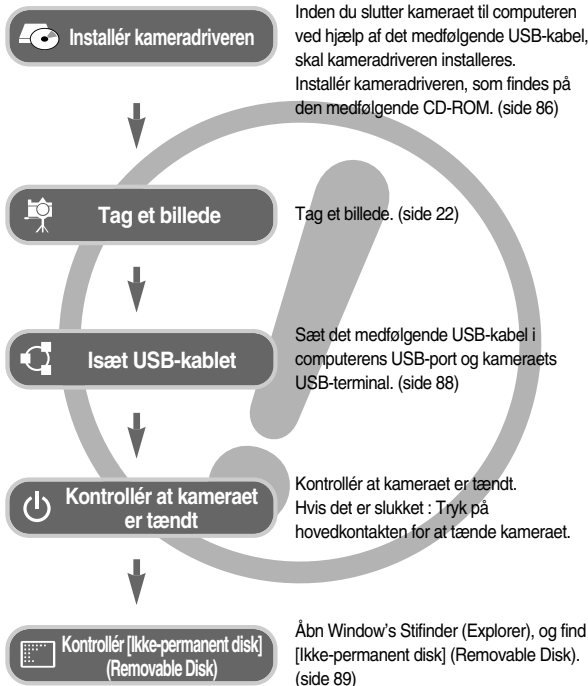 Installér kameradriveren
Inden du slutter kameraet til computeren
ved hjælp af det medfølgende USB-kabel,
skal kameradriveren installeres.
Installér kameradriveren, som findes på
den medfølgende CD-ROM. (side 86)
Tag et billede
Tag et billede. (side 22)
Isæt USB-kablet
Sæt det medfølgende USB-kabel i
computerens USB-port og kameraets
USB-terminal. (side 88)
Kontrollér at kameraet
er tændt
Kontrollér at kameraet er tændt.
Hvis det er slukket : Tryk på
hovedkontakten for at tænde kameraet.
Kontrollér [Ikke-permanent disk]
(Removable Disk)
Åbn Window's Stifinder (Explorer), og find
[Ikke-permanent disk] (Removable Disk).
(side 89)